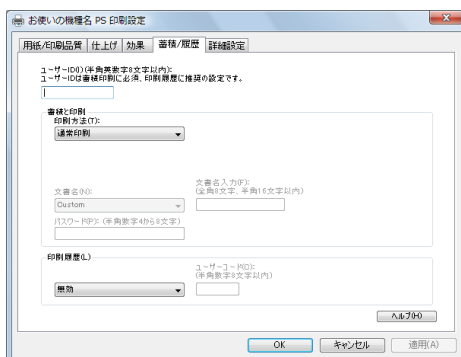 お使いの機種名 PS 印刷設定
用紙/印刷品質 仕上げ 効果 蓄積/履歴 詳細設定
ユーザーID(I)(半角英数字8文字以内):
ユーザーIDは蓄積印刷に必須、印刷履歴に推奨の設定です。
蓄積と印刷
印刷方法(T):
通常印刷
文書名(N):
文書名入力(F):
(全角8文字、半角16文字以内)
Custom
パスワード(P): (半角数字4から8文字)
印刷履歴(L)
ユーザーコード(O):
(半角数字8文字以内)
無効
ヘルプ(H)
OK キャンセル 適用(A)